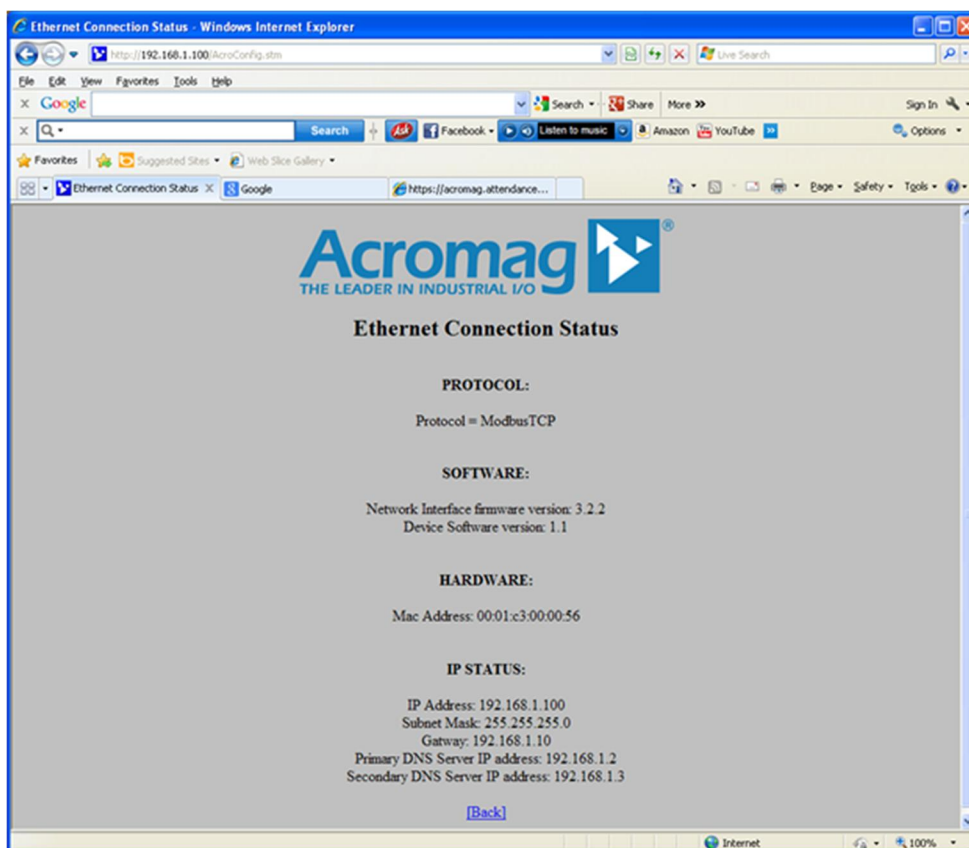 Ethernet Connection Status - Windows Internet Explorer
http://192.168.1.100/AcroConfig.stm
Live Search
File Edit View Favorites Tools Help
x Google Search Share More » Sign In
x Search Ask Facebook Listen to music Amazon YouTube Options
Favorites Suggested Sites Web Slice Gallery
Ethernet Connection Status X Google https://acromag.attendance... Page Safety Tools
Acromag ®
THE LEADER IN INDUSTRIAL I/O
Ethernet Connection Status
PROTOCOL:
Protocol = ModbusTCP
SOFTWARE:
Network Interface firmware version: 3.2.2
Device Software version: 1.1
HARDWARE:
Mac Address: 00:01:c3:00:00:56
IP STATUS:
IP Address: 192.168.1.100
Subnet Mask: 255.255.255.0
Gatway: 192.168.1.10
Primary DNS Server IP address: 192.168.1.2
Secondary DNS Server IP address: 192.168.1.3
[Back]
Internet 100%